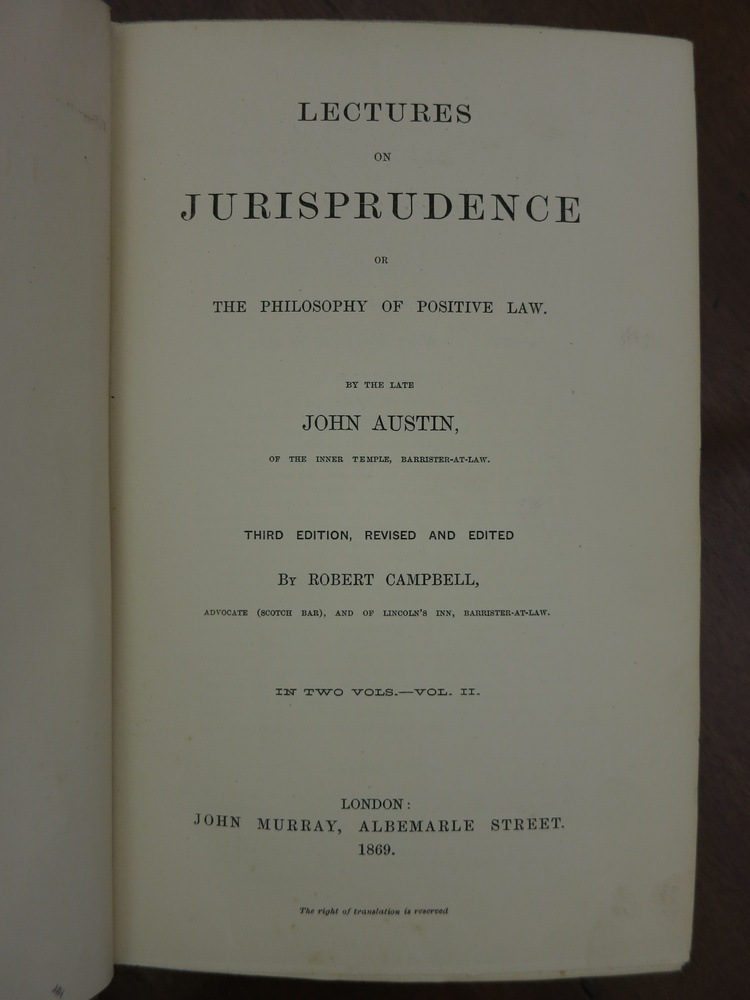 LECTURES
ON
JURISPRUDENCE
OR
THE PHILOSOPHY OF POSITIVE LAW.
BY THE LATE
JOHN AUSTIN,
OF THE INNER TEMPLE, BARRISTER-AT-LAW.
THIRD EDITION, REVISED AND EDITED
BY ROBERT CAMPBELL,
ADVOCATE (SCOTCH BAR), AND OF LINCOLN'S INN, BARRISTER-AT-LAW.
IN TWO VOLS.—VOL. II.
LONDON:
JOHN MURRAY, ALBEMARLE STREET.
1869.
The right of translation is reserved